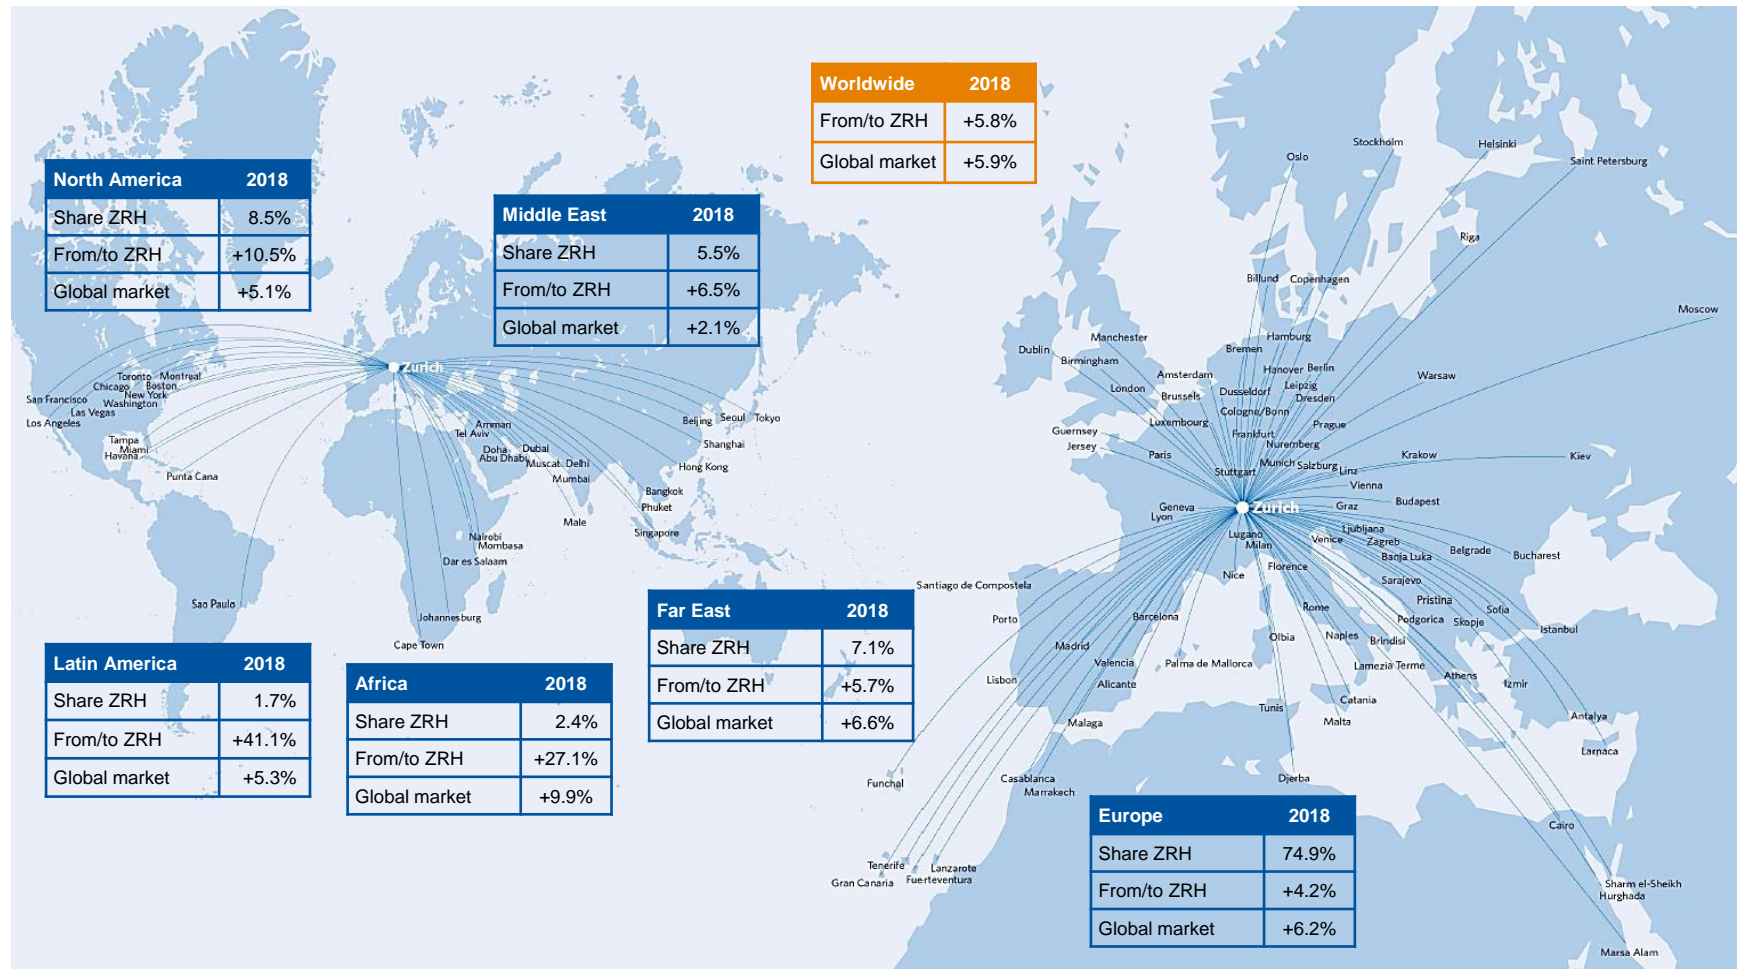 Worldwide 2018
From/to ZRH +5.8%
Global market +5.9%
North America 2018
Share ZRH 8.5%
From/to ZRH +10.5%
Global market +5.1%
Middle East 2018
Share ZRH 5.5%
From/to ZRH +6.5%
Global market +2.1%
Zurich
Toronto Montreal
Chicago Boston
New York
San Francisco Washington
Las Vegas
Los Angeles
Tampa
Miami
Havana
Punta Cana
Sao Paulo
Amman
Tel Aviv
Doha Dubai
Abu Dhabi Muscat Delhi
Mumbai
Male
Beijing Seoul Tokyo
Shanghai
Hong Kong
Bangkok
Phuket
Singapore
Nairobi
Mombasa
Dar es Salaam
Johannesburg
Cape Town
Latin America 2018
Share ZRH 1.7%
From/to ZRH +41.1%
Global market +5.3%
Africa 2018
Share ZRH 2.4%
From/to ZRH +27.1%
Global market +9.9%
Far East 2018
Share ZRH 7.1%
From/to ZRH +5.7%
Global market +6.6%
Oslo
Stockholm
Helsinki
Saint Petersburg
Riga
Billund Copenhagen
Moscow
Manchester
Dublin
Birmingham
London
Hamburg
Bremen
Amsterdam
Hanover Berlin
Brussels
Dusseldorf
Leipzig
Dresden
Warsaw
Cologne/Bonn
Luxembourg
Prague
Guernsey
Jersey
Frankfurt
Nuremberg
Paris
Stuttgart
Munich Salzburg Linz
Krakow
Kiev
Vienna
Geneva
Lyon
Zurich
Graz
Budapest
Lugano
Milan
Venice
Ljubljana
Zagreb
Banja Luka
Belgrade
Bucharest
Nice
Florence
Sarajevo
Santiago de Compostela
Porto
Barcelona
Rome
Pristina
Podgorica
Skopje
Sofia
Istanbul
Madrid
Olbia
Naples
Brindisi
Valencia
Palma de Mallorca
Lamezia Terme
Lisbon
Alicante
Athens
Izmir
Tunis
Catania
Malta
Malaga
Antalya
Larnaca
Funchal
Casablanca
Marrakech
Djerba
Cairo
Tenerife
Lanzarote
Gran Canaria
Fuerteventura
Sharm el-Sheikh
Hurghada
Marsa Alam
Europe 2018
Share ZRH 74.9%
From/to ZRH +4.2%
Global market +6.2%